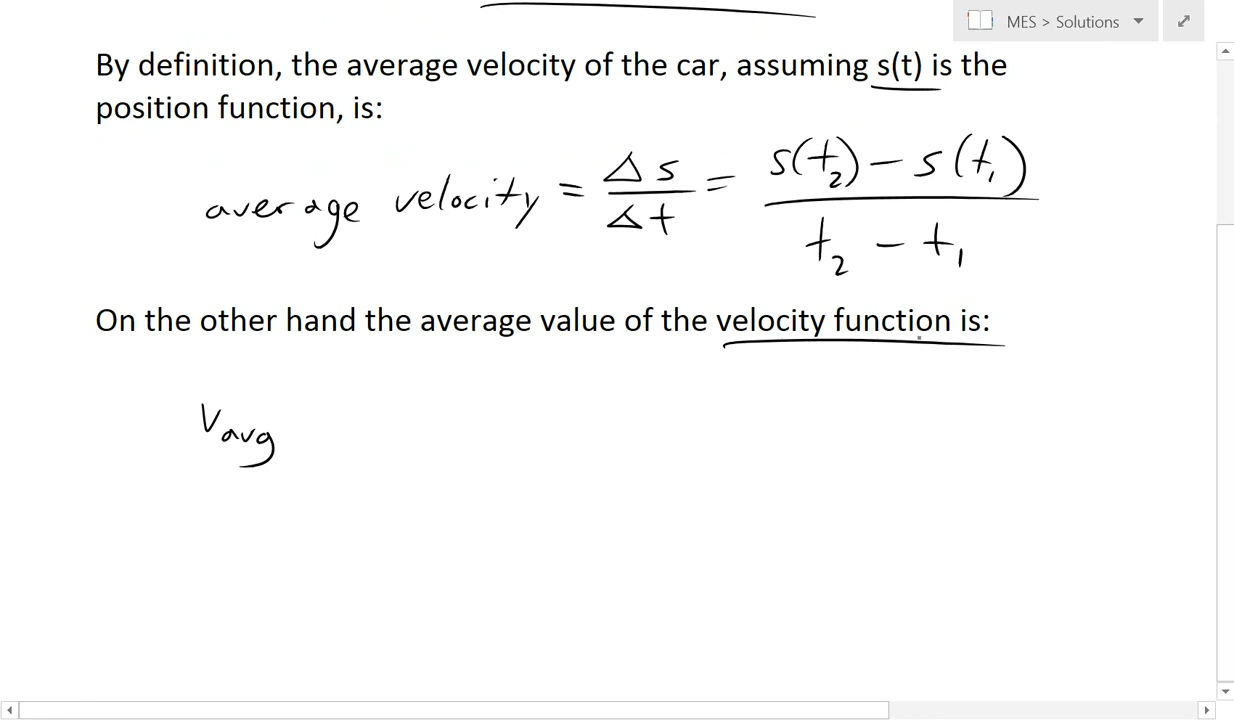 MES > Solutions
By definition, the average velocity of the car, assuming s(t) is the
position function, is:
average velocity = Δs/Δt = (s(t₂) − s(t₁))/(t₂ − t₁)
On the other hand the average value of the velocity function is:
V_avg